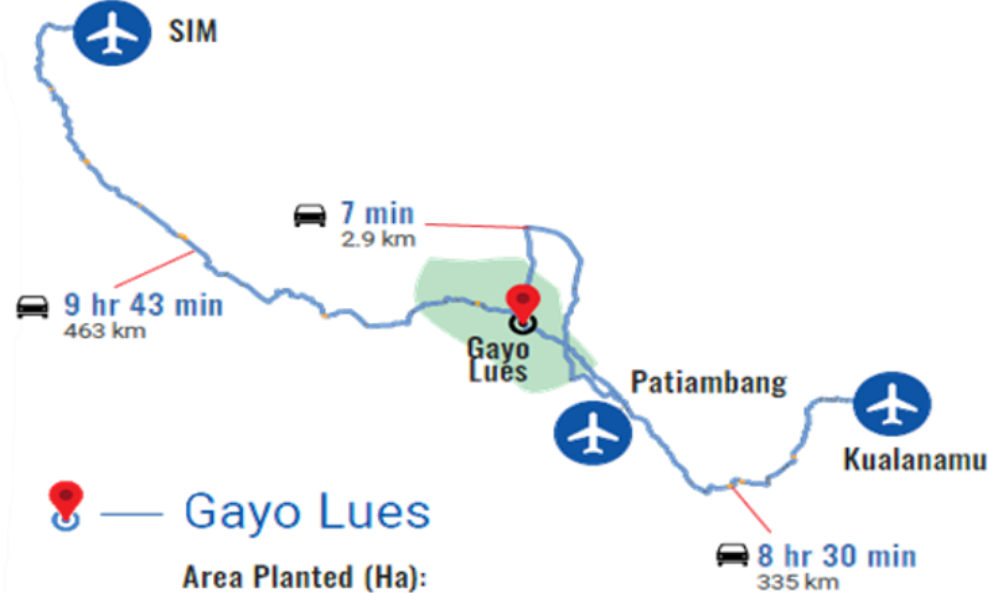 SIM
7 min
2.9 km
9 hr 43 min
463 km
Gayo
Lues
Patiambang
Kualanamu
Gayo Lues
8 hr 30 min
335 km
Area Planted (Ha):